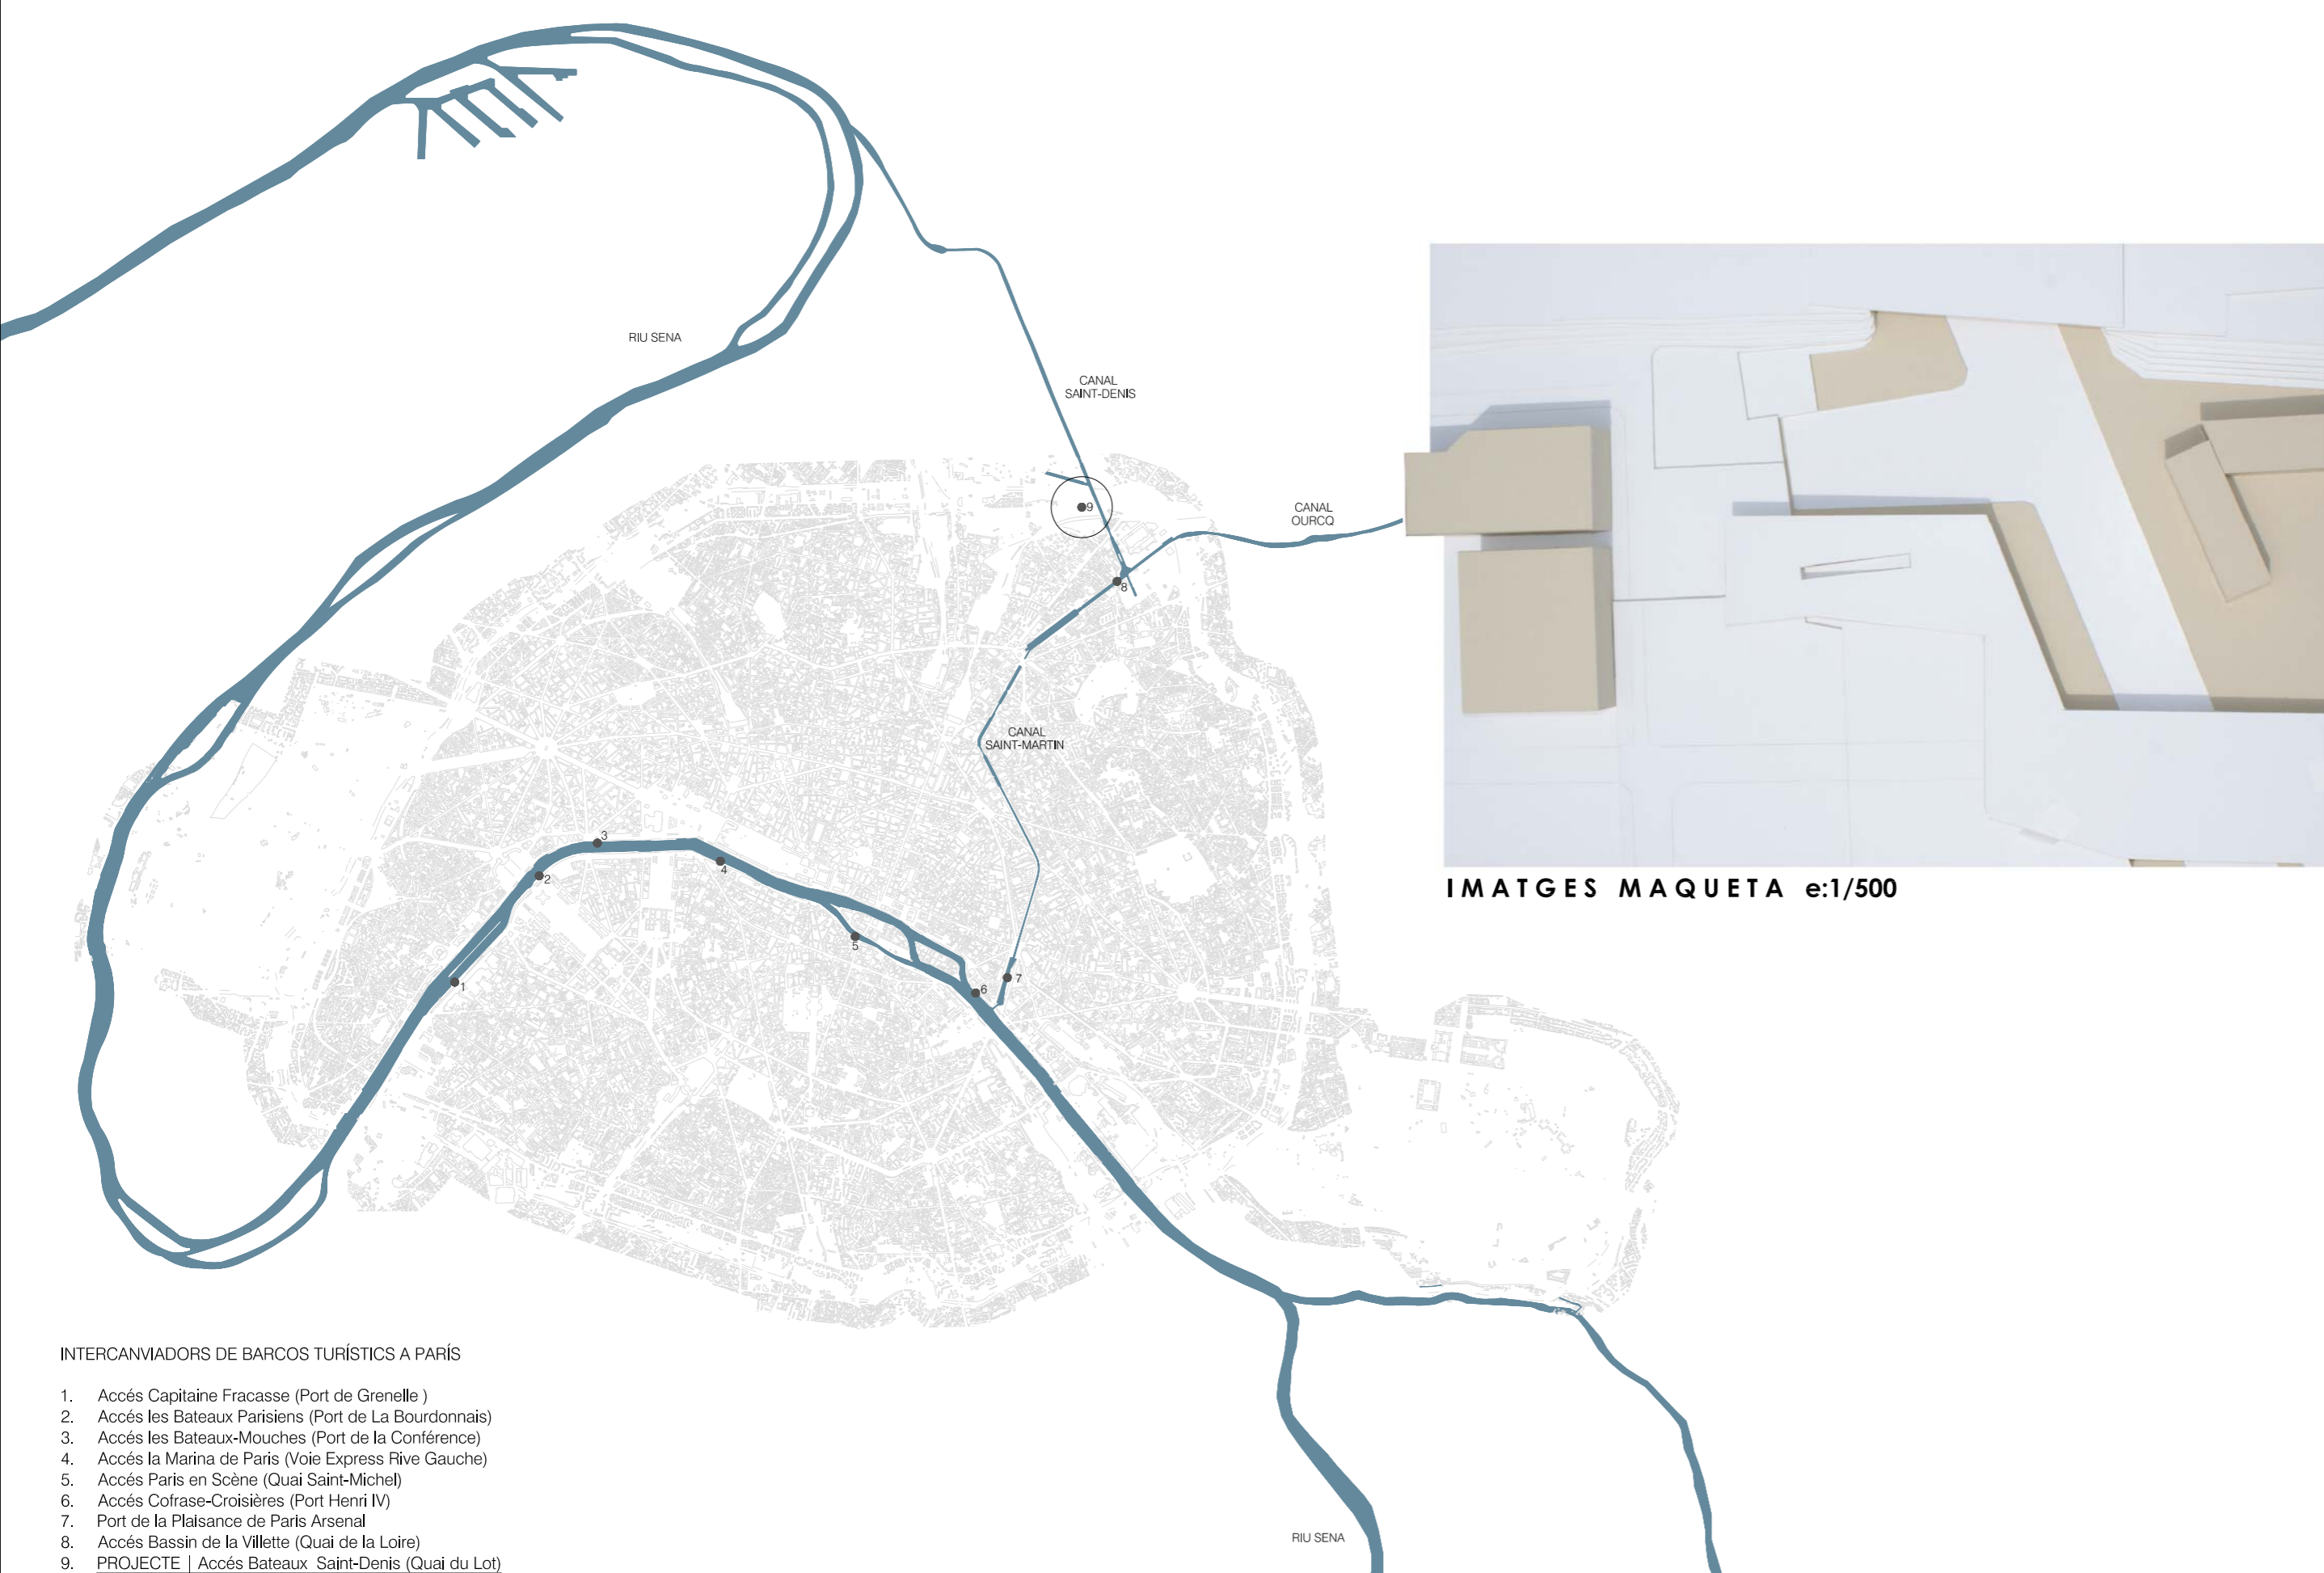 RIU SENA
CANAL
SAINT-DENIS
9
CANAL
OURCQ
8
CANAL
SAINT-MARTIN
3
4
2
5
1
7
6
IMATGES MAQUETA e:1/500
INTERCANVIADORS DE BARCOS TURÍSTICS A PARÍS
1. Accés Capitaine Fracasse (Port de Grenelle )
2. Accés les Bateaux Parisiens (Port de La Bourdonnais)
3. Accés les Bateaux-Mouches (Port de la Conférence)
4. Accés la Marina de Paris (Voie Express Rive Gauche)
5. Accés Paris en Scène (Quai Saint-Michel)
6. Accés Cofrase-Croisières (Port Henri IV)
7. Port de la Plaisance de Paris Arsenal
8. Accés Bassin de la Villette (Quai de la Loire)
9. PROJECTE | Accés Bateaux Saint-Denis (Quai du Lot)
RIU SENA